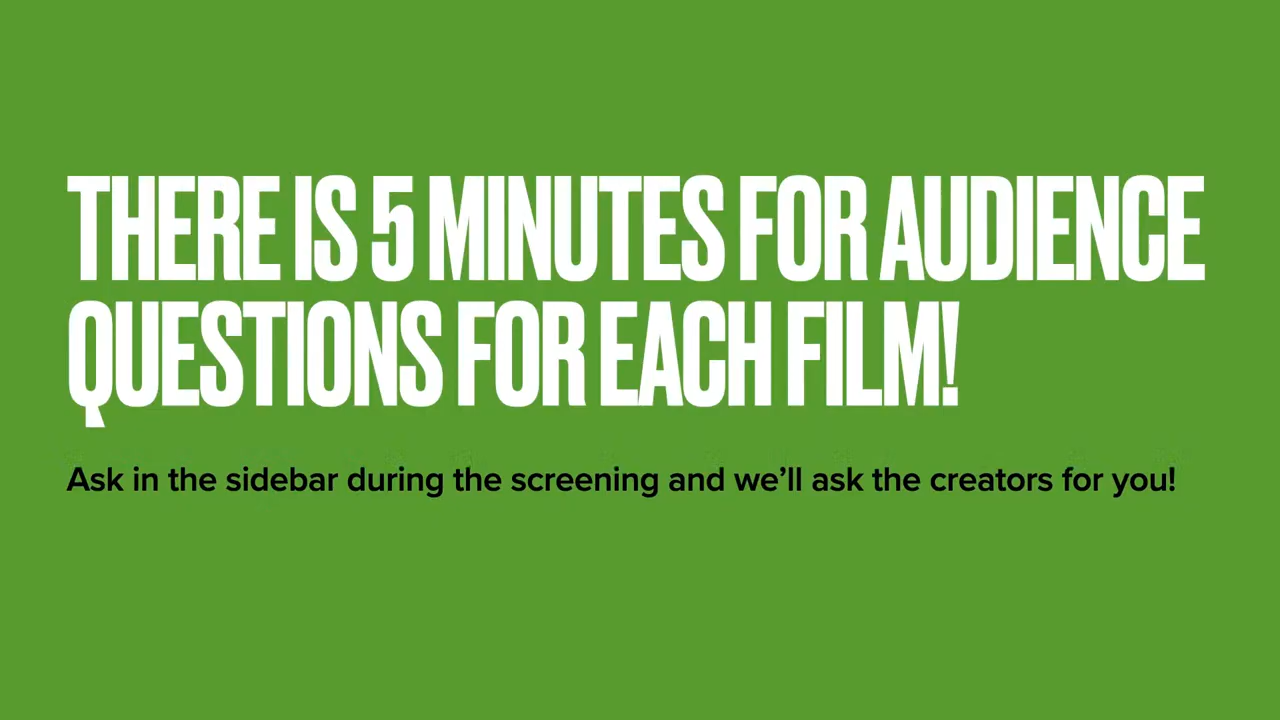 THERE IS 5 MINUTES FOR AUDIENCE
QUESTIONS FOR EACH FILM!
Ask in the sidebar during the screening and we’ll ask the creators for you!